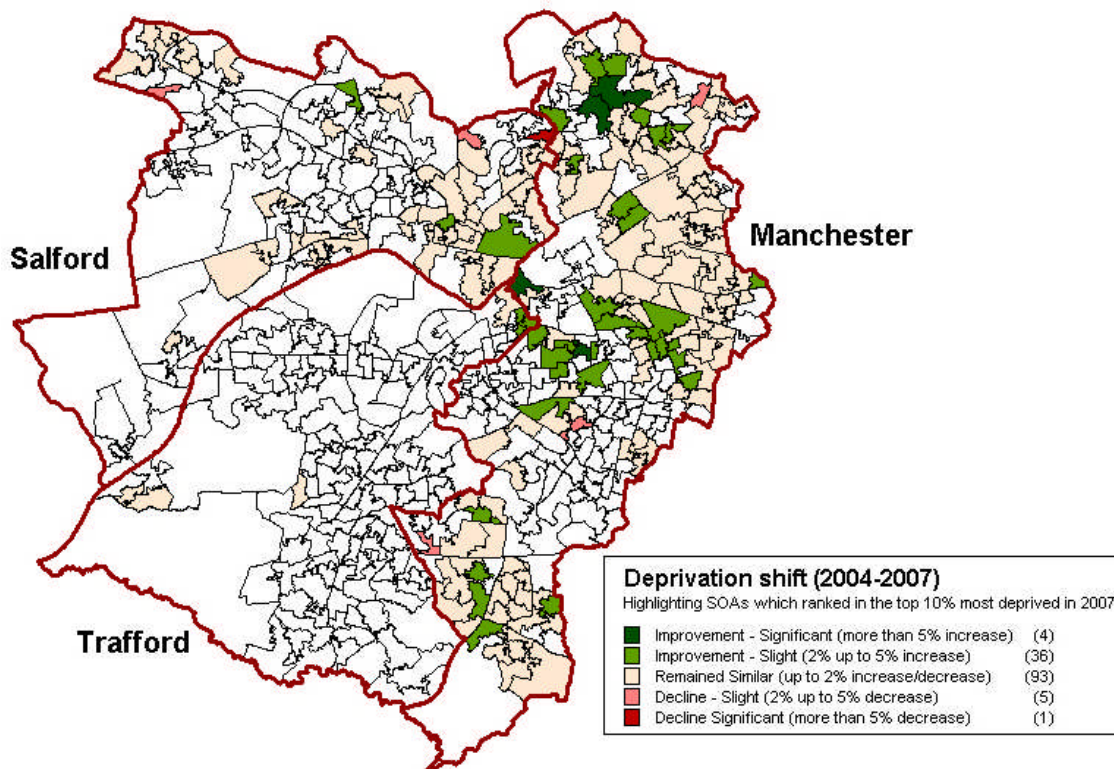 Salford
Manchester
Trafford
Deprivation shift (2004-2007)
Highlighting SOAs which ranked in the top 10% most deprived in 2007
Improvement - Significant (more than 5% increase) (4)
Improvement - Slight (2% up to 5% increase) (36)
Remained Similar (up to 2% increase/decrease) (93)
Decline - Slight (2% up to 5% decrease) (5)
Decline Significant (more than 5% decrease) (1)